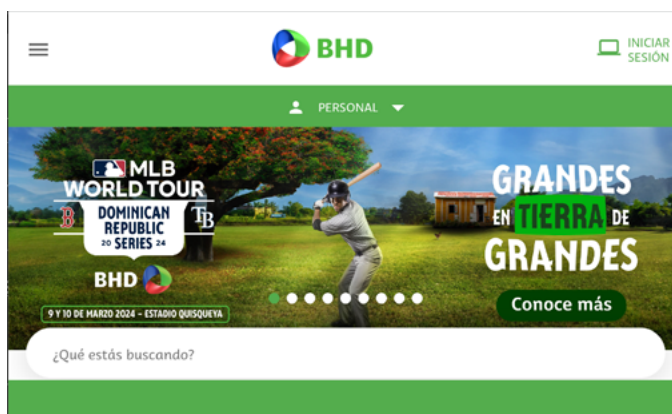 BHD
INICIAR
SESIÓN
PERSONAL
MLB
WORLD TOUR
B
DOMINICAN
REPUBLIC
20 SERIES 24
TB
BHD
9 Y 10 DE MARZO 2024 – ESTADIO QUISQUEYA
GRANDES
EN TIERRA DE
GRANDES
Conoce más
¿Qué estás buscando?